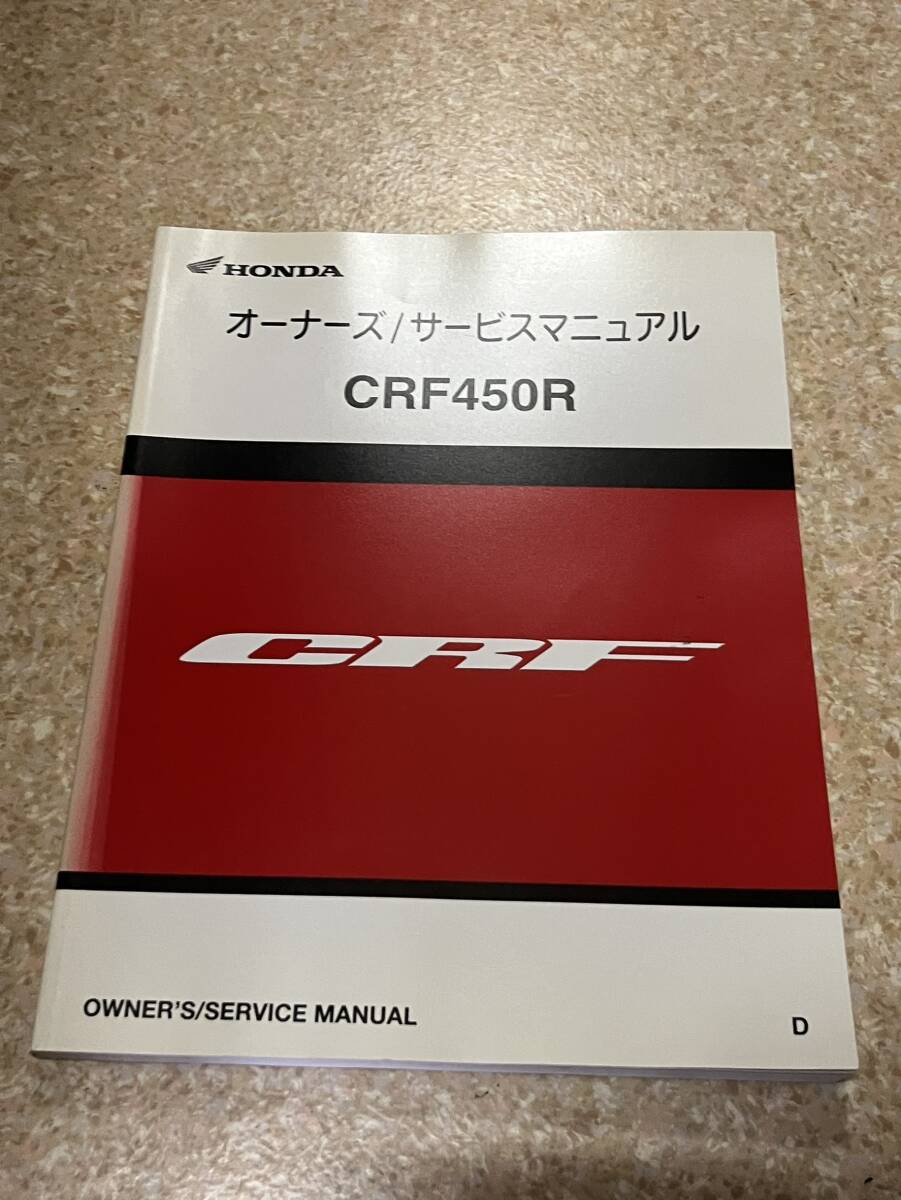 HONDA
オーナーズ/サービスマニュアル
CRF450R
CRF
OWNER'S/SERVICE MANUAL
D